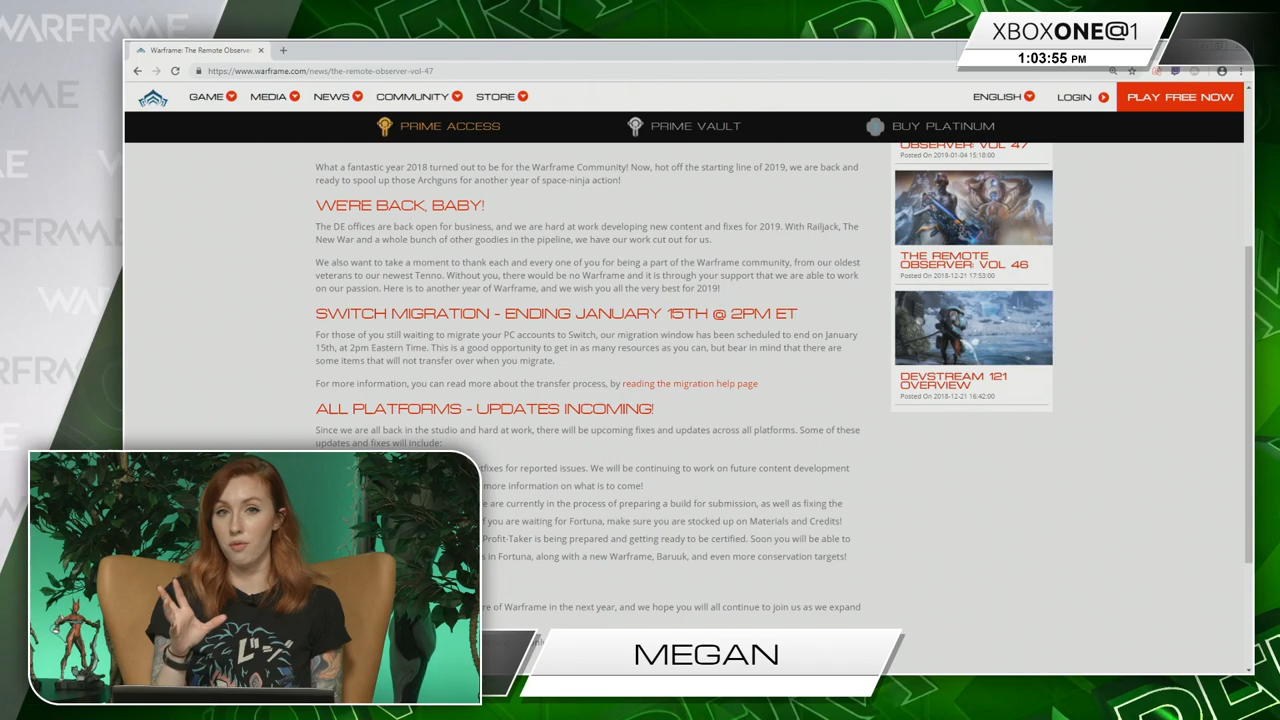 XBOXONE@1
1:03:55 PM
Warframe: The Remote Observer
https://www.warframe.com/news/the-remote-observer-vol-47
GAME MEDIA NEWS COMMUNITY STORE ENGLISH LOGIN PLAY FREE NOW
PRIME ACCESS PRIME VAULT BUY PLATINUM
What a fantastic year 2018 turned out to be for the Warframe Community! Now, hot off the starting line of 2019, we are back and
ready to spool up those Archguns for another year of space-ninja action!
WE'RE BACK, BABY!
The DE offices are back open for business, and we are hard at work developing new content and fixes for 2019. With Railjack, The
New War and a whole bunch of other goodies in the pipeline, we have our work cut out for us.
We also want to take a moment to thank each and every one of you for being a part of the Warframe community, from our oldest
veterans to our newest Tenno. Without you, there would be no Warframe and it is through your support that we are able to work
on our passion. Here is to another year of Warframe, and we wish you all the very best for 2019!
SWITCH MIGRATION - ENDING JANUARY 15TH @ 2PM ET
For those of you still waiting to migrate your PC accounts to Switch, our migration window has been scheduled to end on January
15th, at 2pm Eastern Time. This is a good opportunity to get in as many resources as you can, but bear in mind that there are
some items that will not transfer over when you migrate.
For more information, you can read more about the transfer process, by reading the migration help page
ALL PLATFORMS - UPDATES INCOMING!
Since we are all back in the studio and hard at work, there will be upcoming fixes and updates across all platforms. Some of these
updates and fixes will include:
for reported issues. We will be continuing to work on future content development
more information on what is to come!
are currently in the process of preparing a build for submission, as well as fixing the
you are waiting for Fortuna, make sure you are stocked up on Materials and Credits!
Profit-Taker is being prepared and getting ready to be certified. Soon you will be able to
in Fortuna, along with a new Warframe, Baruuk, and even more conservation targets!
of Warframe in the next year, and we hope you will all continue to join us as we expand
OBSERVER: VOL 47
Posted On 2019-01-04 15:18:00
THE REMOTE
OBSERVER: VOL 46
Posted On 2018-12-21 17:53:00
DEVSTREAM 121
OVERVIEW
Posted On 2018-12-21 16:42:00
MEGAN
WARFRAME